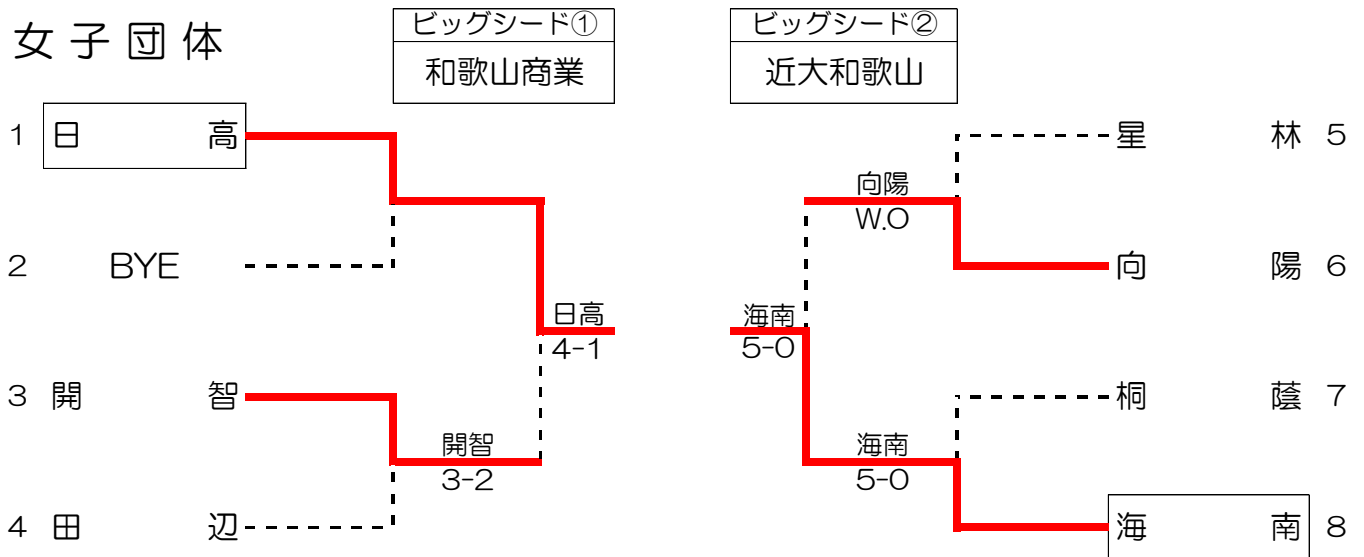 女子団体
ビッグシード①
和歌山商業
ビッグシード②
近大和歌山
1 日高
2 BYE
3 開智
4 田辺
開智
3-2
日高
4-1
海南
5-0
向陽
W.O
海南
5-0
星林 5
向陽 6
桐蔭 7
海南 8